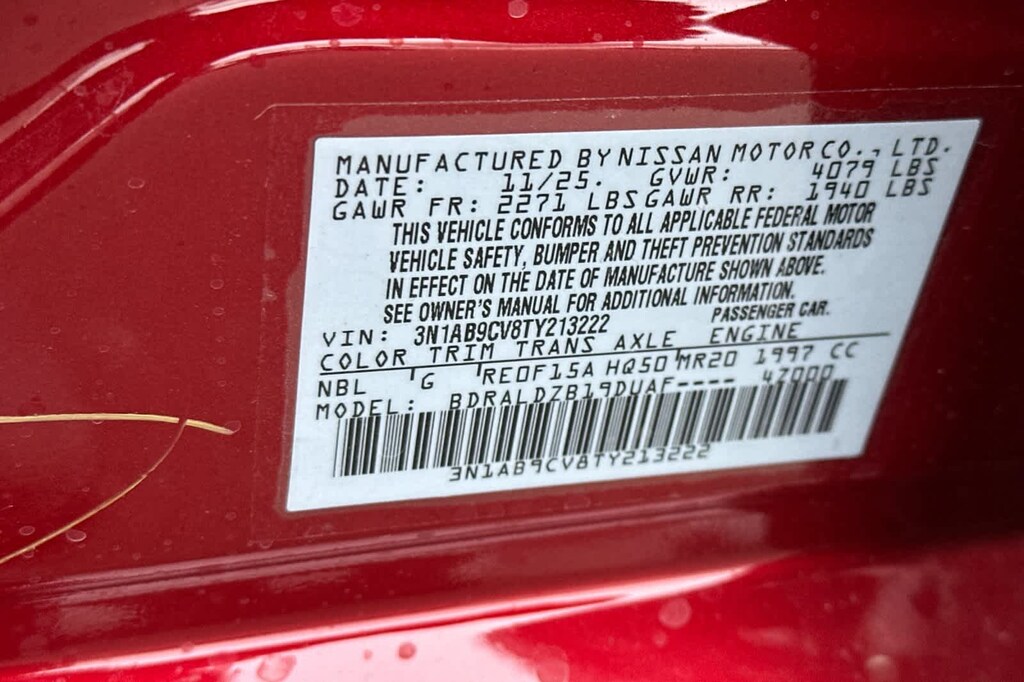 MANUFACTURED BY NISSAN MOTOR CO., LTD.
DATE: 11/25. GVWR: 4079 LBS
GAWR FR: 2271 LBS GAWR RR: 1940 LBS
THIS VEHICLE CONFORMS TO ALL APPLICABLE FEDERAL MOTOR
VEHICLE SAFETY, BUMPER AND THEFT PREVENTION STANDARDS
IN EFFECT ON THE DATE OF MANUFACTURE SHOWN ABOVE.
SEE OWNER'S MANUAL FOR ADDITIONAL INFORMATION.
PASSENGER CAR.
VIN: 3N1AB9CV8TY213222
COLOR TRIM TRANS AXLE ENGINE
NBL G RE0F15A HQ50 MR20 1997 CC
MODEL: BDRALDZB19DUAF---- 47000
3N1AB9CV8TY213222